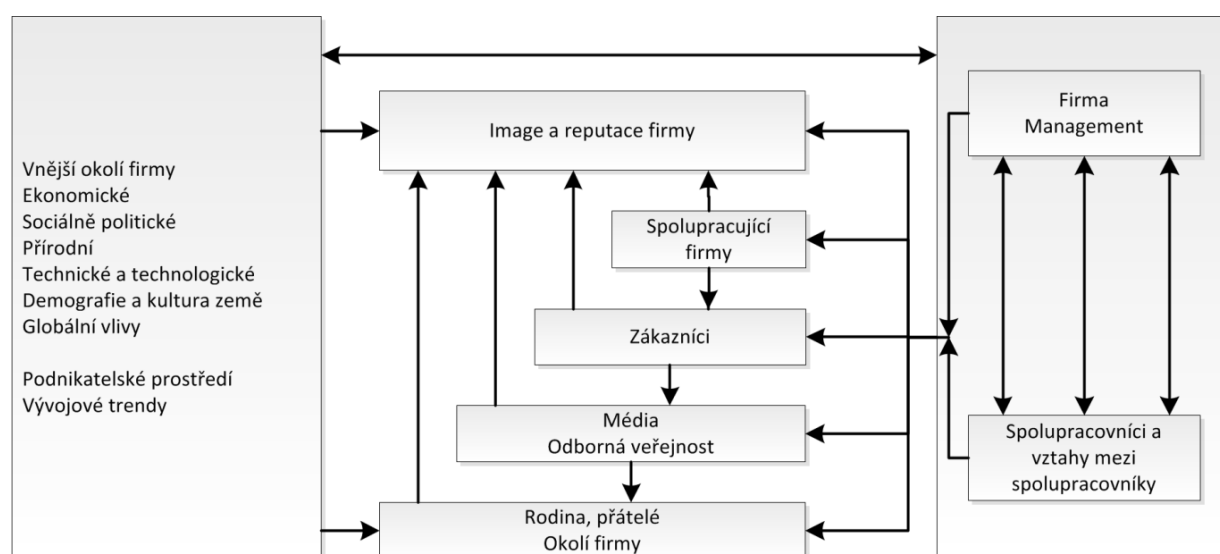 Vnější okolí firmy
Ekonomické
Sociálně politické
Přírodní
Technické a technologické
Demografie a kultura země
Globální vlivy
Podnikatelské prostředí
Vývojové trendy
Image a reputace firmy
Spolupracující
firmy
Zákazníci
Média
Odborná veřejnost
Rodina, přátelé
Okolí firmy
Firma
Management
Spolupracovníci a
vztahy mezi
spolupracovníky